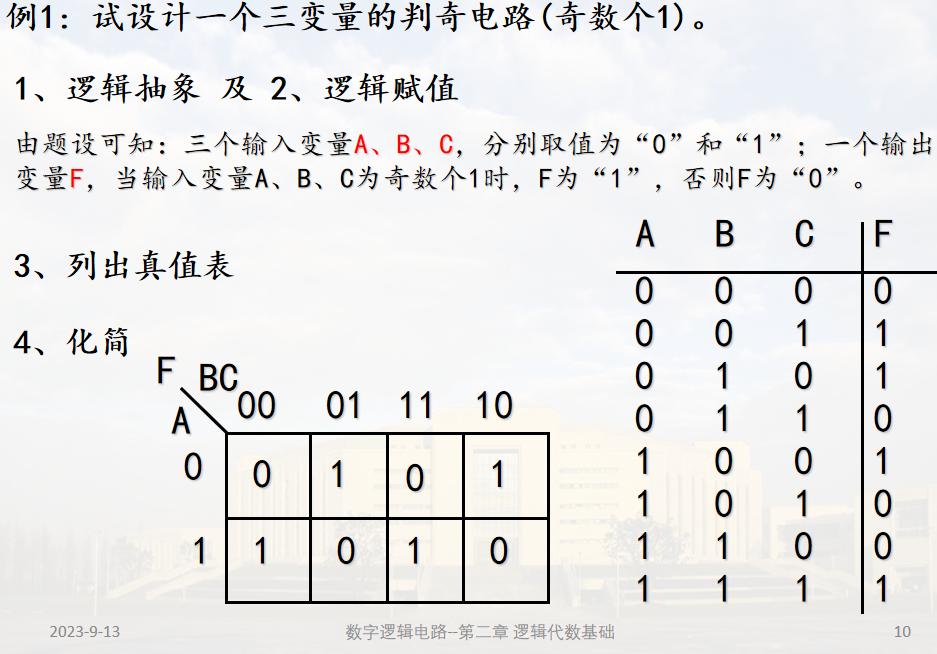 例1: 试设计一个三变量的判奇电路(奇数个1)。
1、逻辑抽象 及 2、逻辑赋值
由题设可知: 三个输入变量A、B、C, 分别取值为“0”和“1”; 一个输出
变量F, 当输入变量A、B、C为奇数个1时, F为“1”, 否则F为“0”。
3、列出真值表
A B C F
0 0 0 0
0 0 1 1
0 1 0 1
0 1 1 0
1 0 0 1
1 0 1 0
1 1 0 0
1 1 1 1
4、化简
F BC
A 00 01 11 10
0 0 1 0 1
1 1 0 1 0
2023-9-13 数字逻辑电路--第二章 逻辑代数基础 10